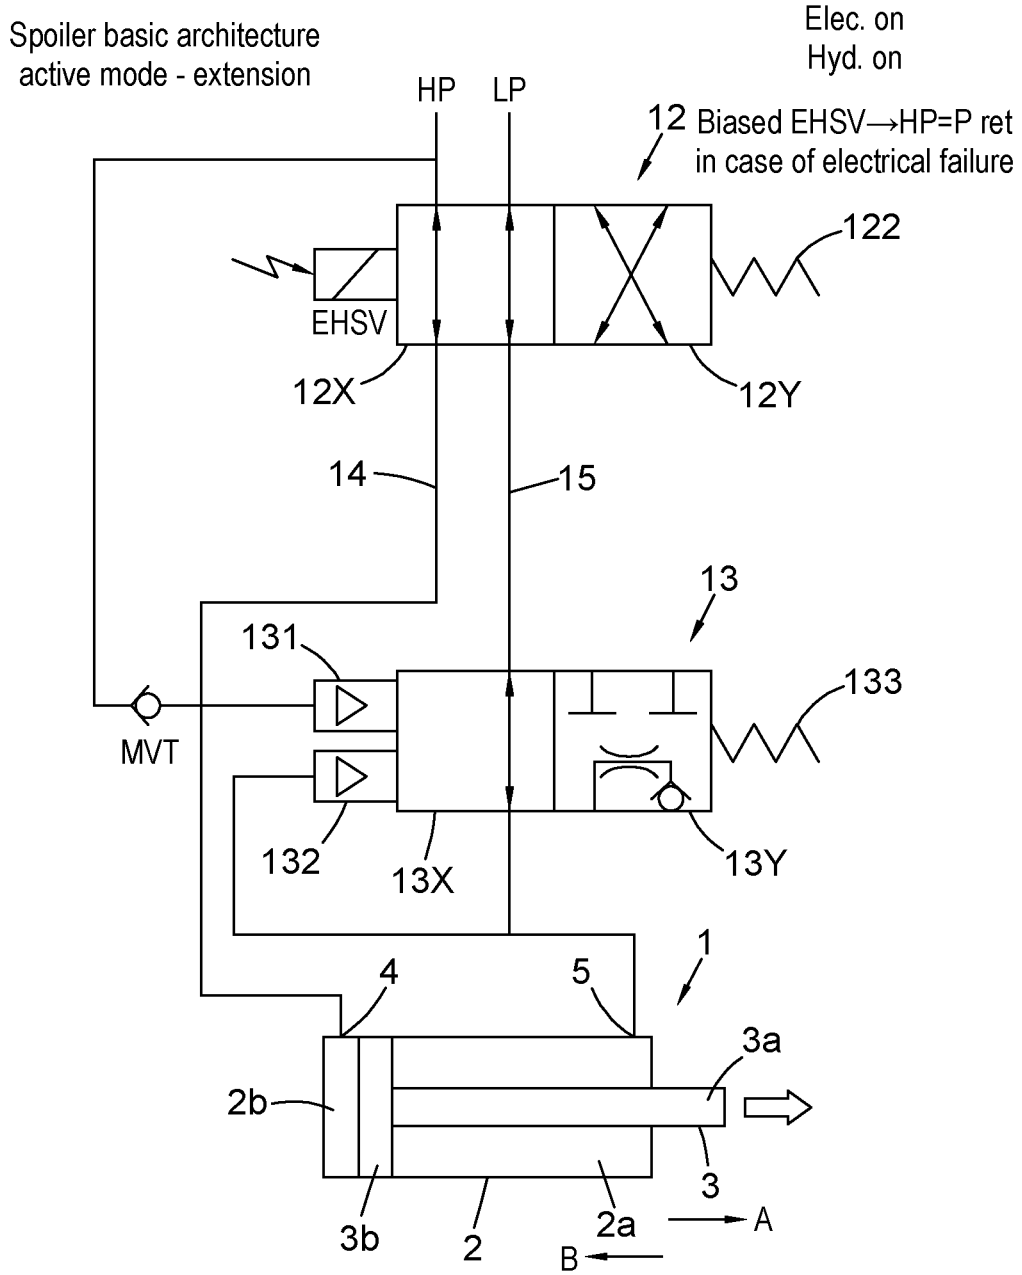 Spoiler basic architecture
active mode - extension
Elec. on
Hyd. on
HP
LP
12
Biased EHSV→HP=P ret
in case of electrical failure
122
EHSV
12X
12Y
14
15
13
131
133
MVT
132
13X
13Y
1
4
5
3a
2b
3
3b
2
2a
A
B